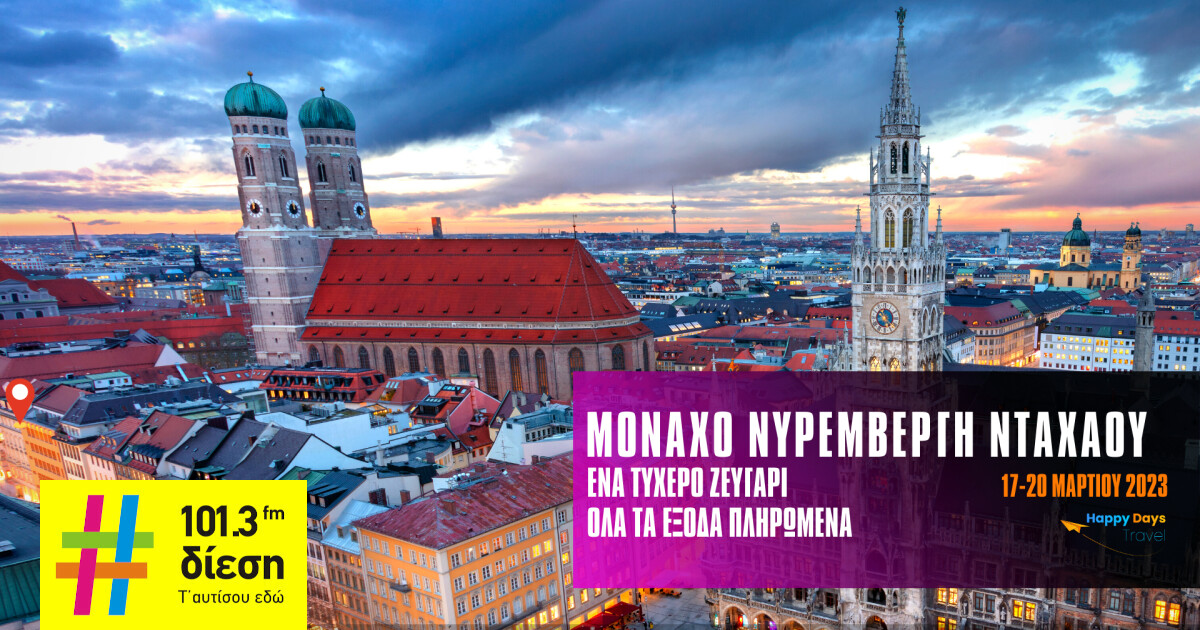 ΜΟΝΑΧΟ ΝΥΡΕΜΒΕΡΓΗ ΝΤΑΧΑΟΥ
ΕΝΑ ΤΥΧΕΡΟ ΖΕΥΓΑΡΙ
17-20 ΜΑΡΤΙΟΥ 2023
ΟΛΑ ΤΑ ΕΞΟΔΑ ΠΛΗΡΩΜΕΝΑ
Happy Days
Travel
101.3 fm
δίεση
Τ΄αυτίσου εδώ